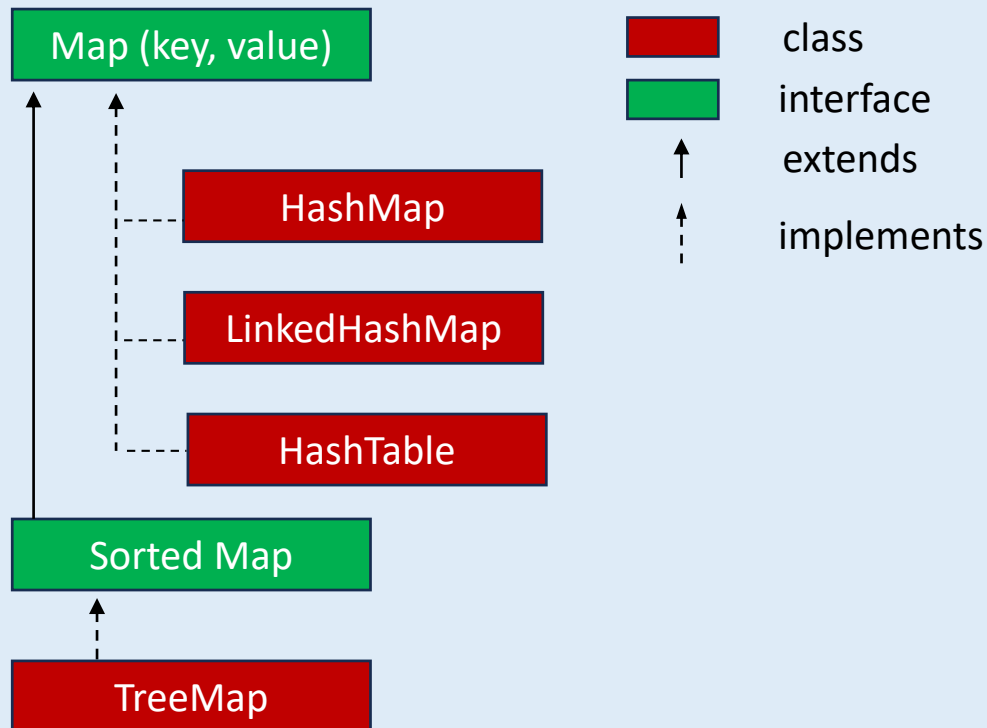 Map (key, value)
class
interface
extends
implements
HashMap
LinkedHashMap
HashTable
Sorted Map
TreeMap